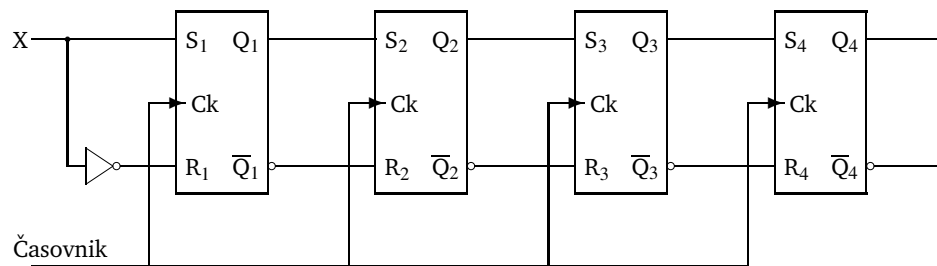 X S₁ Q₁ S₂ Q₂ S₃ Q₃ S₄ Q₄
Ck Ck Ck Ck
R₁ Q̅₁ R₂ Q̅₂ R₃ Q̅₃ R₄ Q̅₄
Časovnik